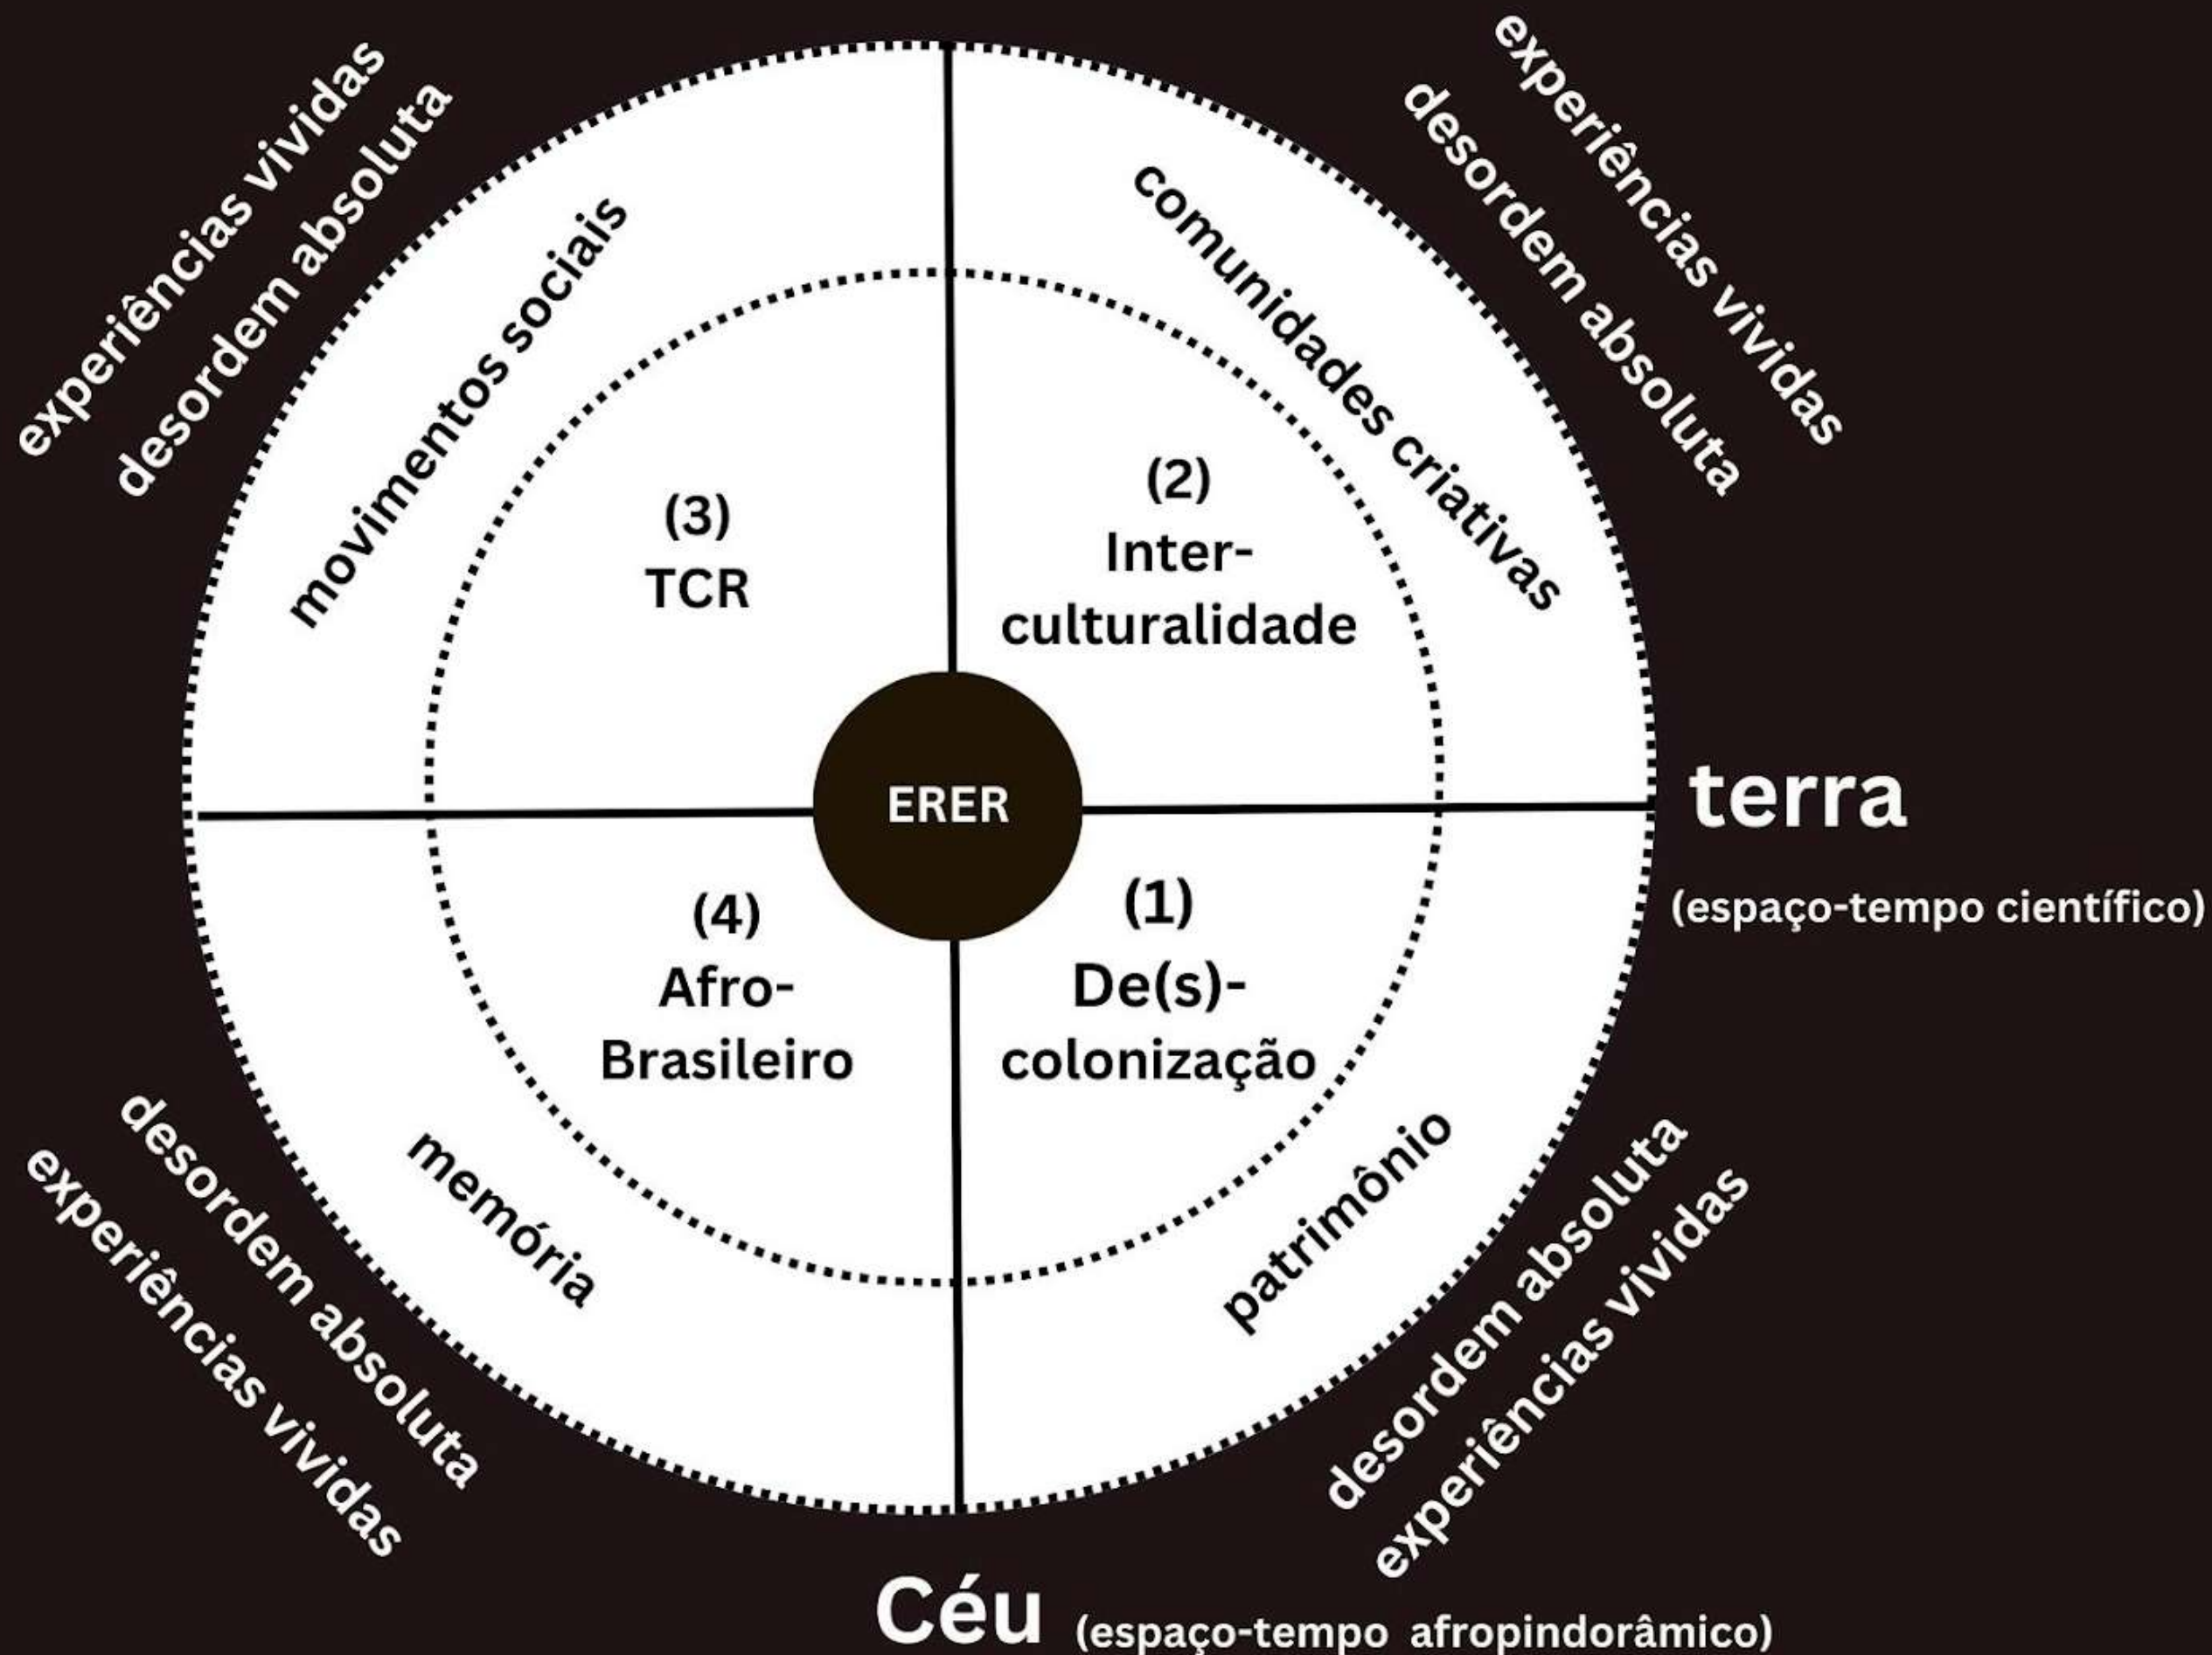 experiências vividas
desordem absoluta
movimentos sociais
experiências vividas
desordem absoluta
comunidades criativas
(3)
TCR
(2)
Inter-
culturalidade
ERER
terra
(espaço-tempo científico)
(4)
Afro-
Brasileiro
(1)
De(s)-
colonização
memória
desordem absoluta
experiências vividas
patrimônio
desordem absoluta
experiências vividas
Céu (espaço-tempo afropindorâmico)